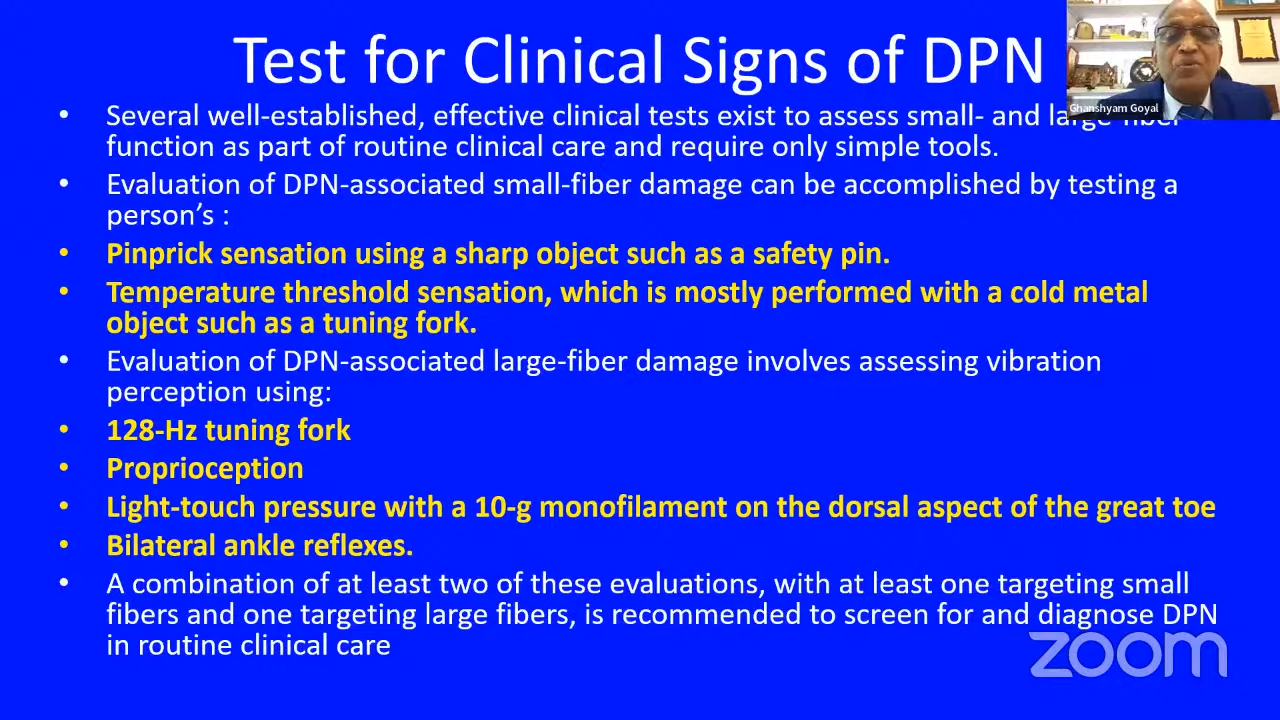 Test for Clinical Signs of DPN
Ghanshyam Goyal
• Several well-established, effective clinical tests exist to assess small- and large-fiber
function as part of routine clinical care and require only simple tools.
• Evaluation of DPN-associated small-fiber damage can be accomplished by testing a
person’s :
• Pinprick sensation using a sharp object such as a safety pin.
• Temperature threshold sensation, which is mostly performed with a cold metal
object such as a tuning fork.
• Evaluation of DPN-associated large-fiber damage involves assessing vibration
perception using:
• 128-Hz tuning fork
• Proprioception
• Light-touch pressure with a 10-g monofilament on the dorsal aspect of the great toe
• Bilateral ankle reflexes.
• A combination of at least two of these evaluations, with at least one targeting small
fibers and one targeting large fibers, is recommended to screen for and diagnose DPN
in routine clinical care
zoom